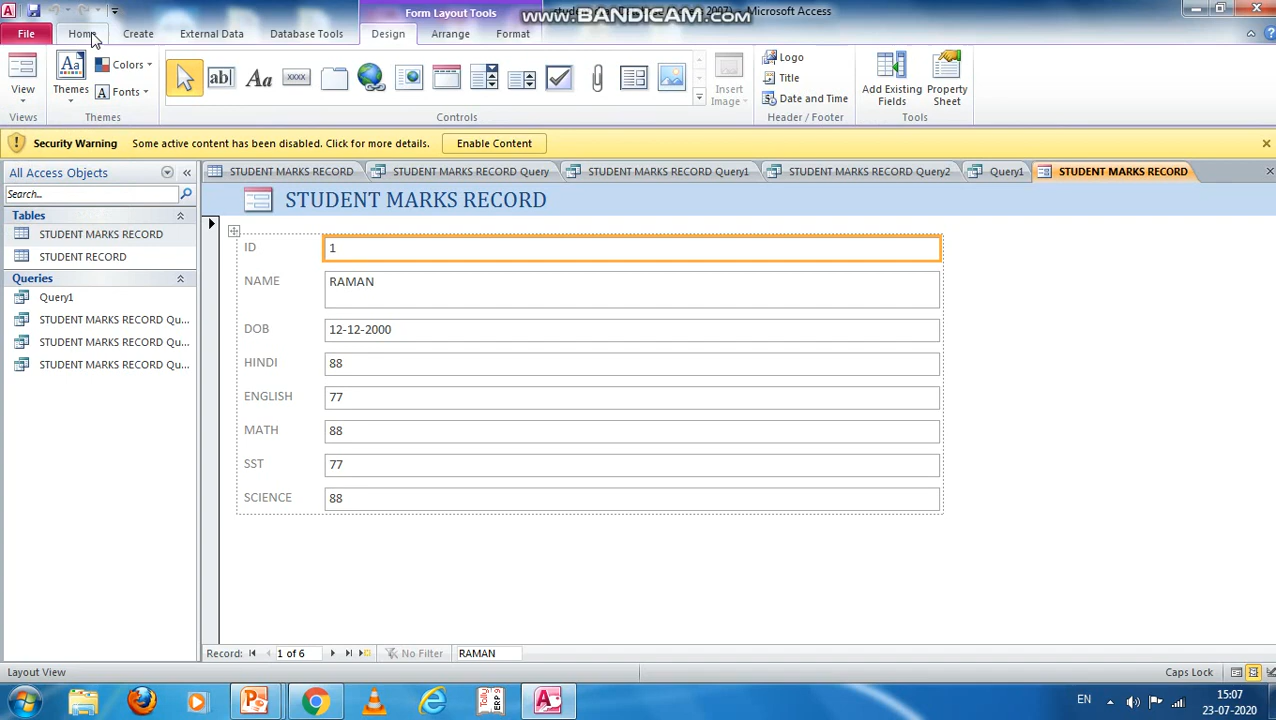 www.BANDICAM.com
Form Layout Tools
Microsoft Access
File
Home
Create
External Data
Database Tools
Design
Arrange
Format
View
Themes
Colors
Fonts
Aa
ab
Aa
xxxx
Insert Image
Logo
Title
Date and Time
Add Existing Fields
Property Sheet
Views
Themes
Controls
Header / Footer
Tools
Security Warning Some active content has been disabled. Click for more details. Enable Content
All Access Objects
STUDENT MARKS RECORD
STUDENT MARKS RECORD Query
STUDENT MARKS RECORD Query1
STUDENT MARKS RECORD Query2
Query1
STUDENT MARKS RECORD
Search...
Tables
STUDENT MARKS RECORD
STUDENT RECORD
Queries
Query1
STUDENT MARKS RECORD Qu...
STUDENT MARKS RECORD Qu...
STUDENT MARKS RECORD Qu...
STUDENT MARKS RECORD
ID 1
NAME RAMAN
DOB 12-12-2000
HINDI 88
ENGLISH 77
MATH 88
SST 77
SCIENCE 88
Record: 1 of 6 No Filter RAMAN
Layout View
Caps Lock
Tally ERP 9
EN
15:07
23-07-2020